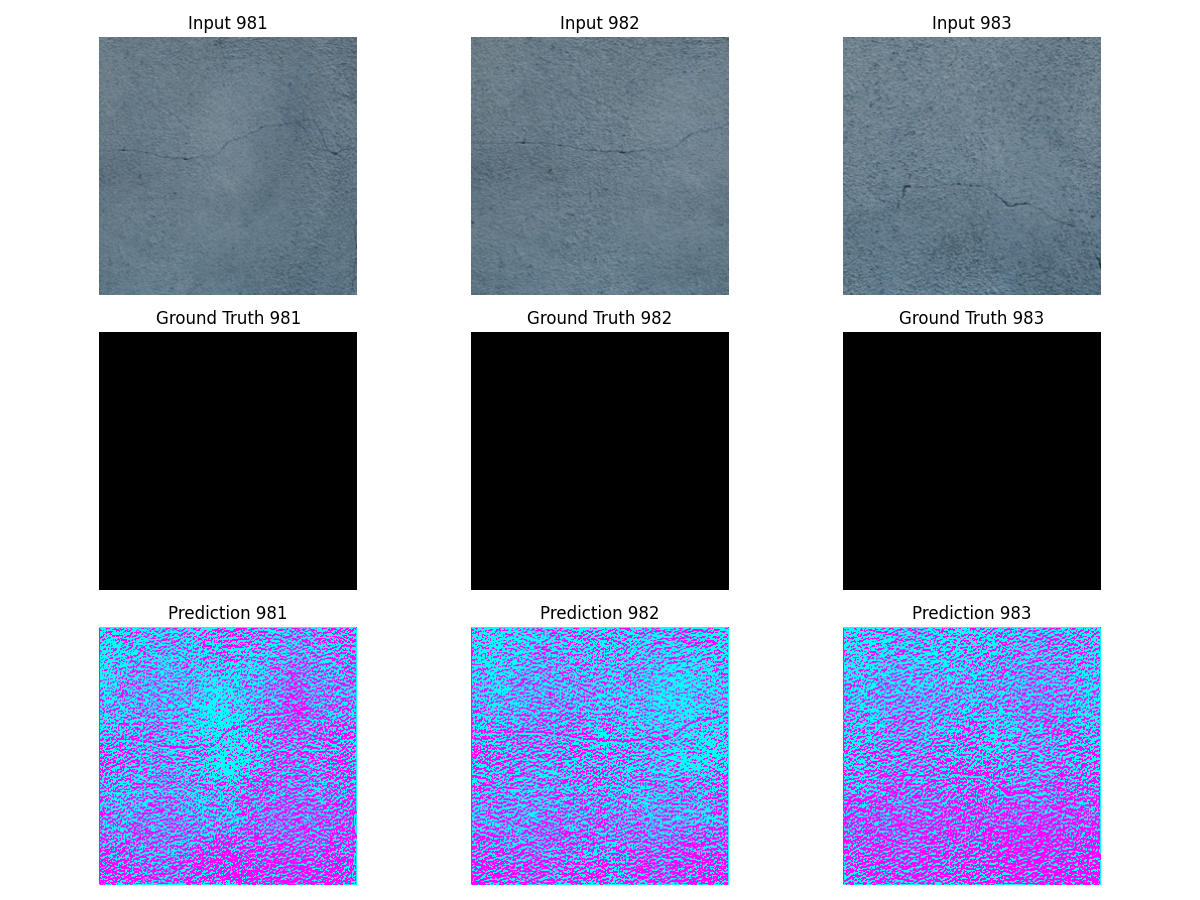 Input 981
Input 982
Input 983
Ground Truth 981
Ground Truth 982
Ground Truth 983
Prediction 981
Prediction 982
Prediction 983